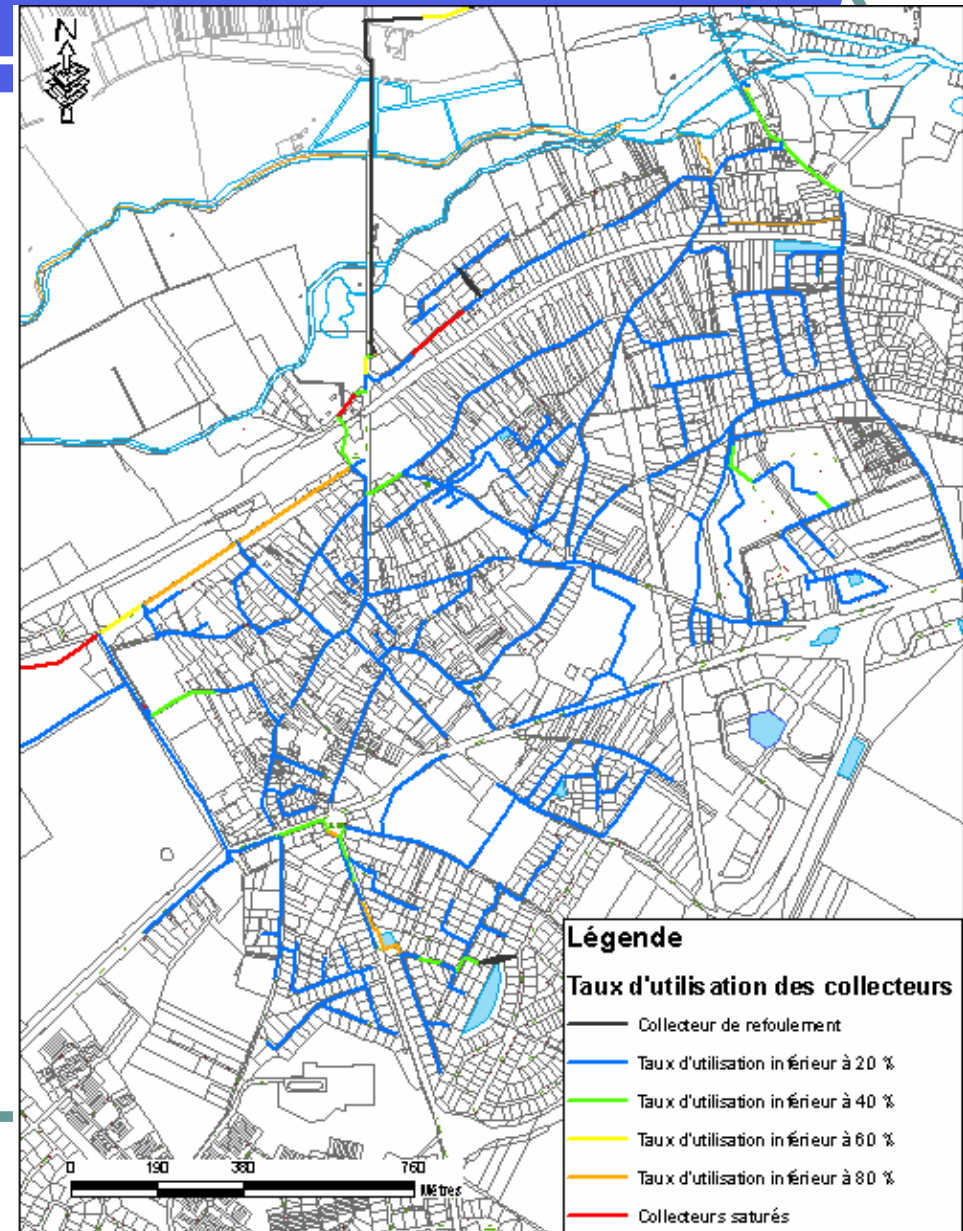 N
Légende
Taux d'utilisation des collecteurs
Collecteur de refoulement
Taux d'utilisation inférieur à 20 %
Taux d'utilisation inférieur à 40 %
Taux d'utilisation inférieur à 60 %
Taux d'utilisation inférieur à 80 %
Collecteurs saturés
0 190 380 760
Mètres